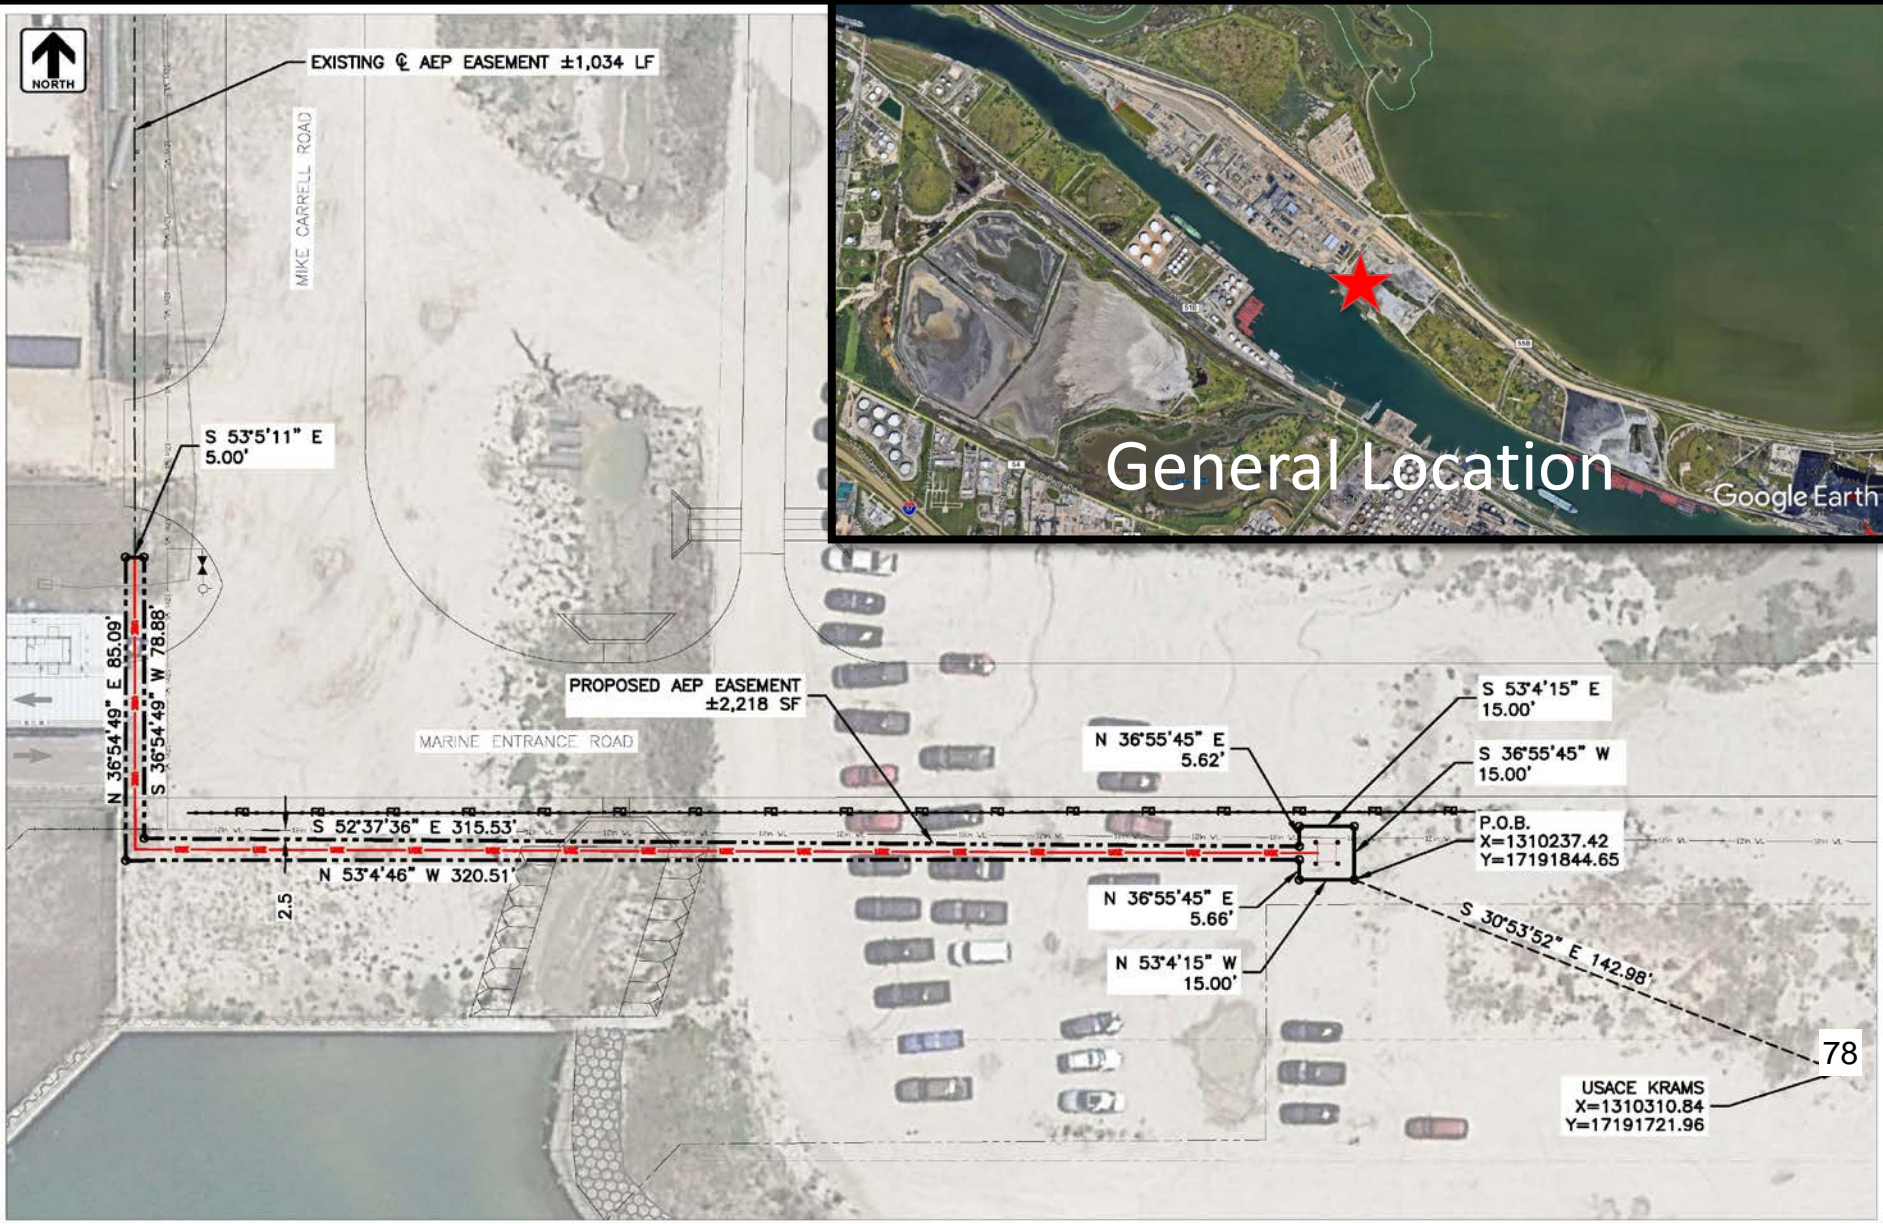 NORTH
EXISTING ℄ AEP EASEMENT ±1,034 LF
MIKE CARRELL ROAD
General Location
Google Earth
S 53°5'11" E
5.00'
N 36°54'49" E 85.09'
S 36°54'49" W 78.88'
PROPOSED AEP EASEMENT
±2,218 SF
MARINE ENTRANCE ROAD
S 53°4'15" E
15.00'
N 36°55'45" E
5.62'
S 36°55'45" W
15.00'
S 52°37'36" E 315.53'
P.O.B.
X=1310237.42
Y=17191844.65
N 53°4'46" W 320.51'
2.5
N 36°55'45" E
5.66'
S 30°53'52" E 142.98'
N 53°4'15" W
15.00'
78
USACE KRAMS
X=1310310.84
Y=17191721.96